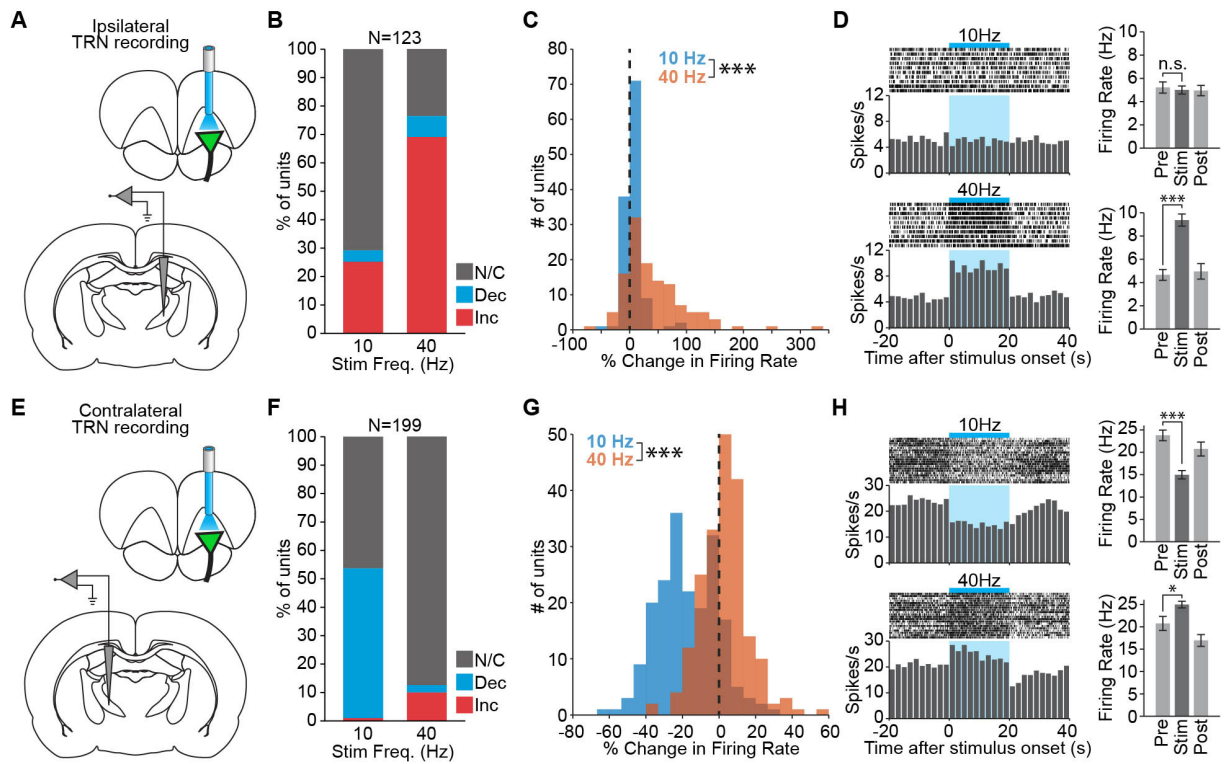 A
Ipsilateral
TRN recording
B
N=123
% of units
100
90
80
70
60
50
40
30
20
10
0
10 40
Stim Freq. (Hz)
N/C
Dec
Inc
C
10 Hz
40 Hz
***
# of units
80
70
60
50
40
30
20
10
0
-100 0 100 200 300
% Change in Firing Rate
D
10Hz
Spikes/s
12
8
4
0
40Hz
Spikes/s
12
8
4
0
-20 0 20 40
Time after stimulus onset (s)
Firing Rate (Hz)
10
8
6
4
2
0
n.s.
Pre
Stim
Post
Firing Rate (Hz)
10
8
6
4
2
0
***
Pre
Stim
Post
E
Contralateral
TRN recording
F
N=199
% of units
100
90
80
70
60
50
40
30
20
10
0
10 40
Stim Freq. (Hz)
N/C
Dec
Inc
G
10 Hz
40 Hz
***
# of units
50
40
30
20
10
0
-80 -60 -40 -20 0 20 40 60
% Change in Firing Rate
H
10Hz
Spikes/s
30
20
10
0
40Hz
Spikes/s
30
20
10
0
-20 0 20 40
Time after stimulus onset (s)
Firing Rate (Hz)
25
20
15
10
5
0
***
Pre
Stim
Post
Firing Rate (Hz)
25
20
15
10
5
0
*
Pre
Stim
Post